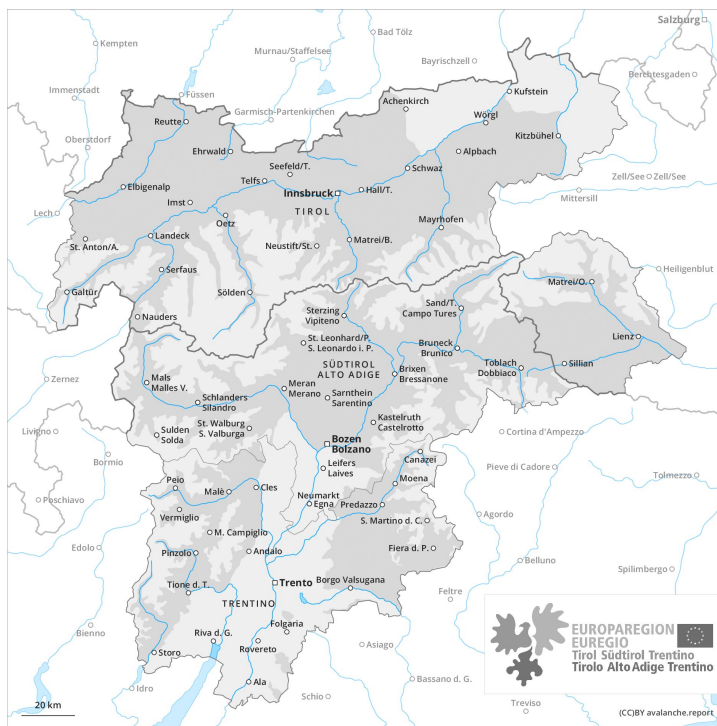 Salzburg
Kempten
Bad Tölz
Murnau/Staffelsee
Bayrischzell
Berchtesgaden
Immenstadt
Füssen
Kufstein
Achenkirch
Garmisch-Partenkirchen
Reutte
Wörgl
Oberstdorf
Kitzbühel
Ehrwald
Alpbach
Seefeld/T.
Schwaz
Zell/See
Zell/See
Telfs
Elbigenalp
Innsbruck
Hall/T.
Mittersill
Imst
TIROL
Lech
Oetz
Mayrhofen
Landeck
St. Anton/A.
Neustift/St.
Matrei/B.
Serfaus
Heiligenblut
Matrei/O.
Galtür
Sölden
Sand/T.
Campo Tures
Nauders
Sterzing
Vipiteno
Lienz
St. Leonhard/P.
S. Leonardo i. P.
Bruneck
Brunico
Toblach
Dobbiaco
Sillian
SÜDTIROL
ALTO ADIGE
Brixen
Bressanone
Zernez
Mals
Malles V.
Meran
Merano
Sarnthein
Sarentino
Schlanders
Silandro
Kastelruth
Castelrotto
St. Walburg
S. Valburga
Livigno
Sulden
Solda
Cortina d'Ampezzo
Bozen
Bolzano
Canazei
Bormio
Leifers
Laives
Pieve di Cadore
Tolmezzo
Peio
Moena
Malè
Cles
Neumarkt
Egna
Poschiavo
Predazzo
Vermiglio
Agordo
S. Martino d. C.
M. Campiglio
Edolo
Fiera d. P.
Pinzolo
Andalo
Belluno
Spilimbergo
Trento
Borgo Valsugana
Tione d. T.
Feltre
TRENTINO
Folgaria
Bienno
Riva d. G.
Rovereto
Asiago
Storo
Bassano d. G.
Ala
Idro
Schio
Treviso
EUROPAREGION
EUREGIO
Tirol Südtirol Trentino
Tirolo Alto Adige Trentino
20 km
(CC)BY avalanche.report